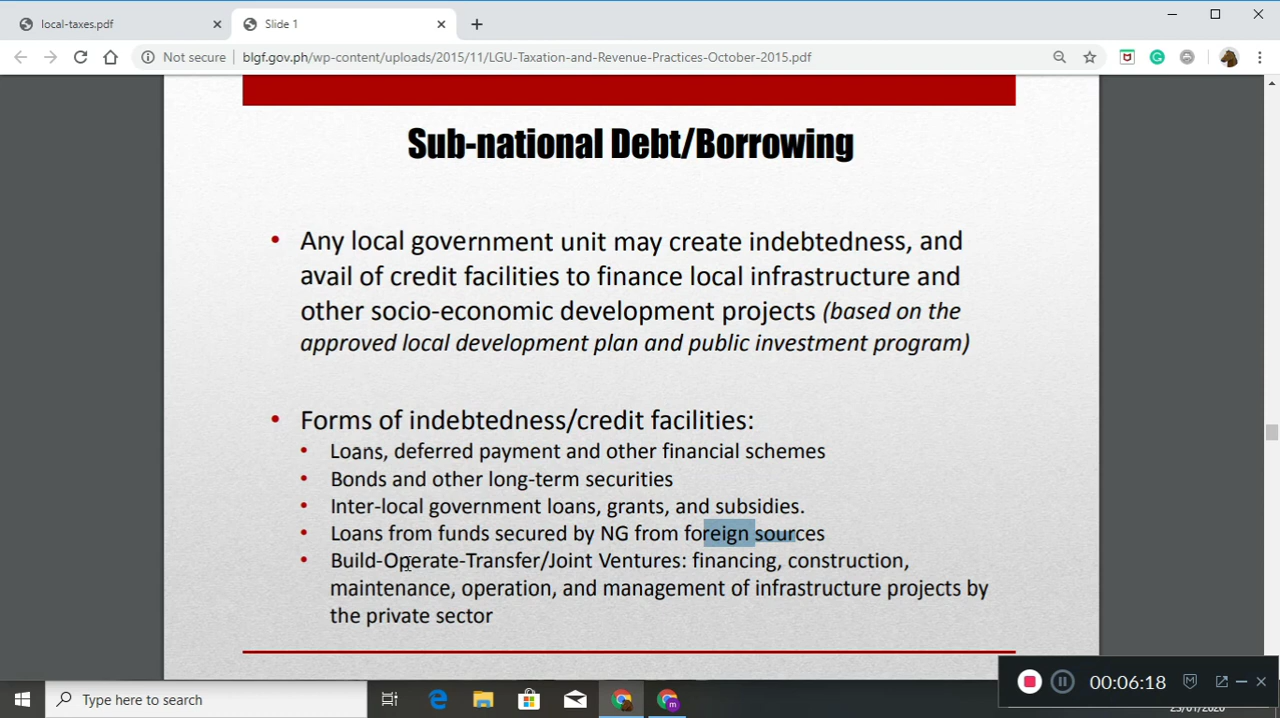 local-taxes.pdf
Slide 1
Not secure
blgf.gov.ph/wp-content/uploads/2015/11/LGU-Taxation-and-Revenue-Practices-October-2015.pdf
Sub-national Debt/Borrowing
• Any local government unit may create indebtedness, and
avail of credit facilities to finance local infrastructure and
other socio-economic development projects (based on the
approved local development plan and public investment program)
• Forms of indebtedness/credit facilities:
• Loans, deferred payment and other financial schemes
• Bonds and other long-term securities
• Inter-local government loans, grants, and subsidies.
• Loans from funds secured by NG from foreign sources
• Build-Operate-Transfer/Joint Ventures: financing, construction,
maintenance, operation, and management of infrastructure projects by
the private sector
00:06:18
Type here to search
23/01/2020